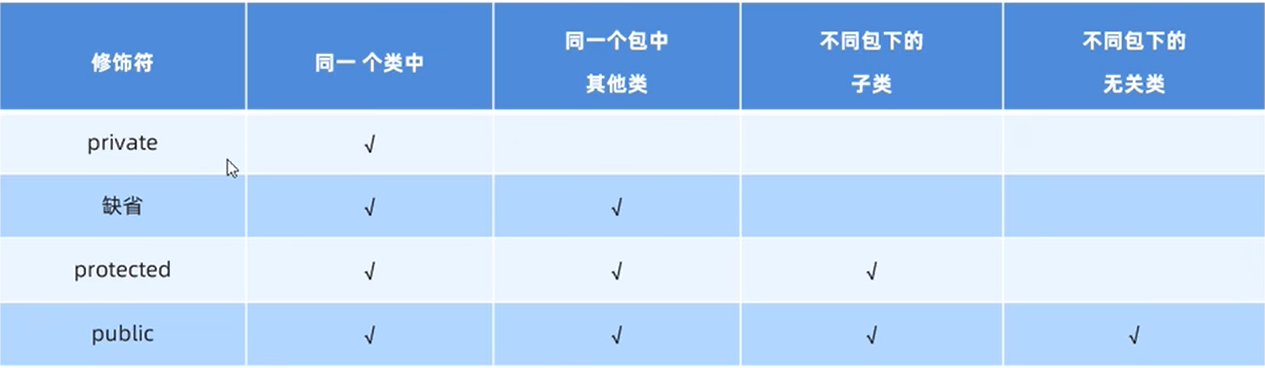 修饰符 同一 个类中 同一个包中 不同包下的 不同包下的
其他类 子类 无关类
private √
缺省 √ √
protected √ √ √
public √ √ √ √